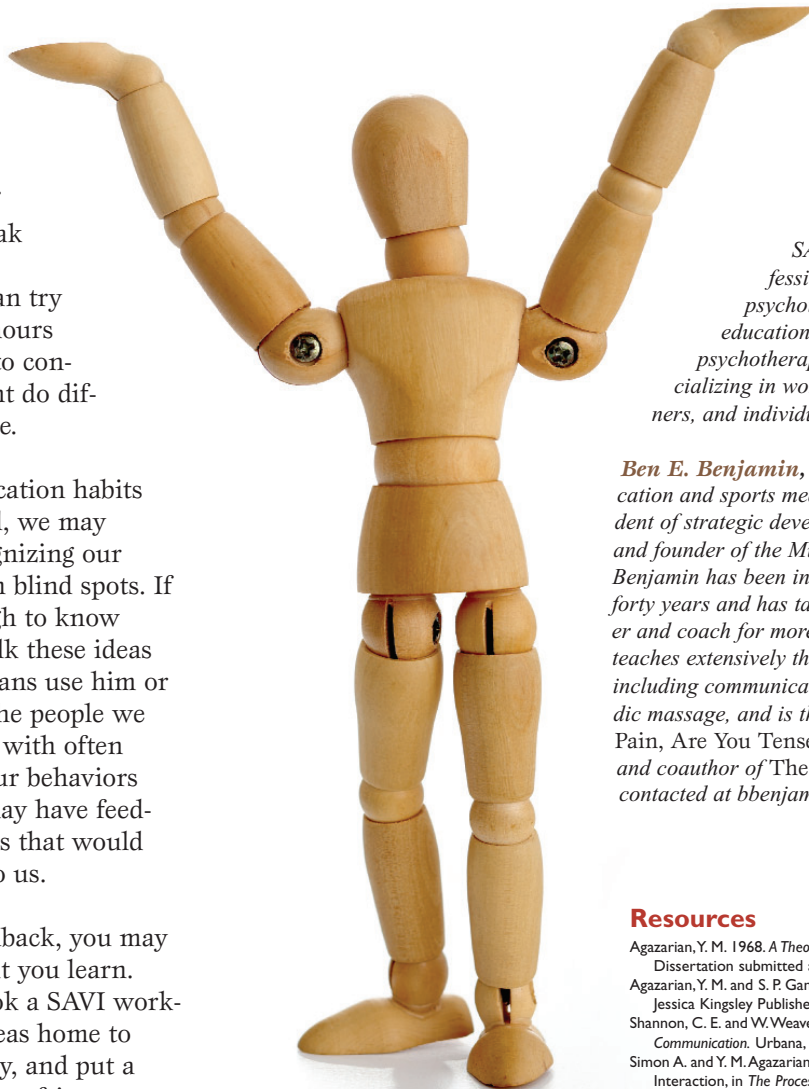 ak
an try
ours
to con-
nt do dif-
e.
cation habits
l, we may
gnizing our
n blind spots. If
gh to know
lk these ideas
ans use him or
he people we
with often
ur behaviors
may have feed-
s that would
o us.
back, you may
t you learn.
ok a SAVI work-
eas home to
y, and put a
SA
fessi
psychol
education
psychotherap
cializing in wo
ners, and individu
Ben E. Benjamin,
cation and sports med
dent of strategic deve
and founder of the Mu
Benjamin has been in
forty years and has ta
er and coach for more
teaches extensively th
including communica
dic massage, and is th
Pain, Are You Tense
and coauthor of The
contacted at bbenjam
Resources
Agazarian, Y. M. 1968. A Theo
Dissertation submitted
Agazarian, Y. M. and S. P. Gan
Jessica Kingsley Publishe
Shannon, C. E. and W. Weave
Communication. Urbana,
Simon A. and Y. M. Agazarian
Interaction, in The Proce